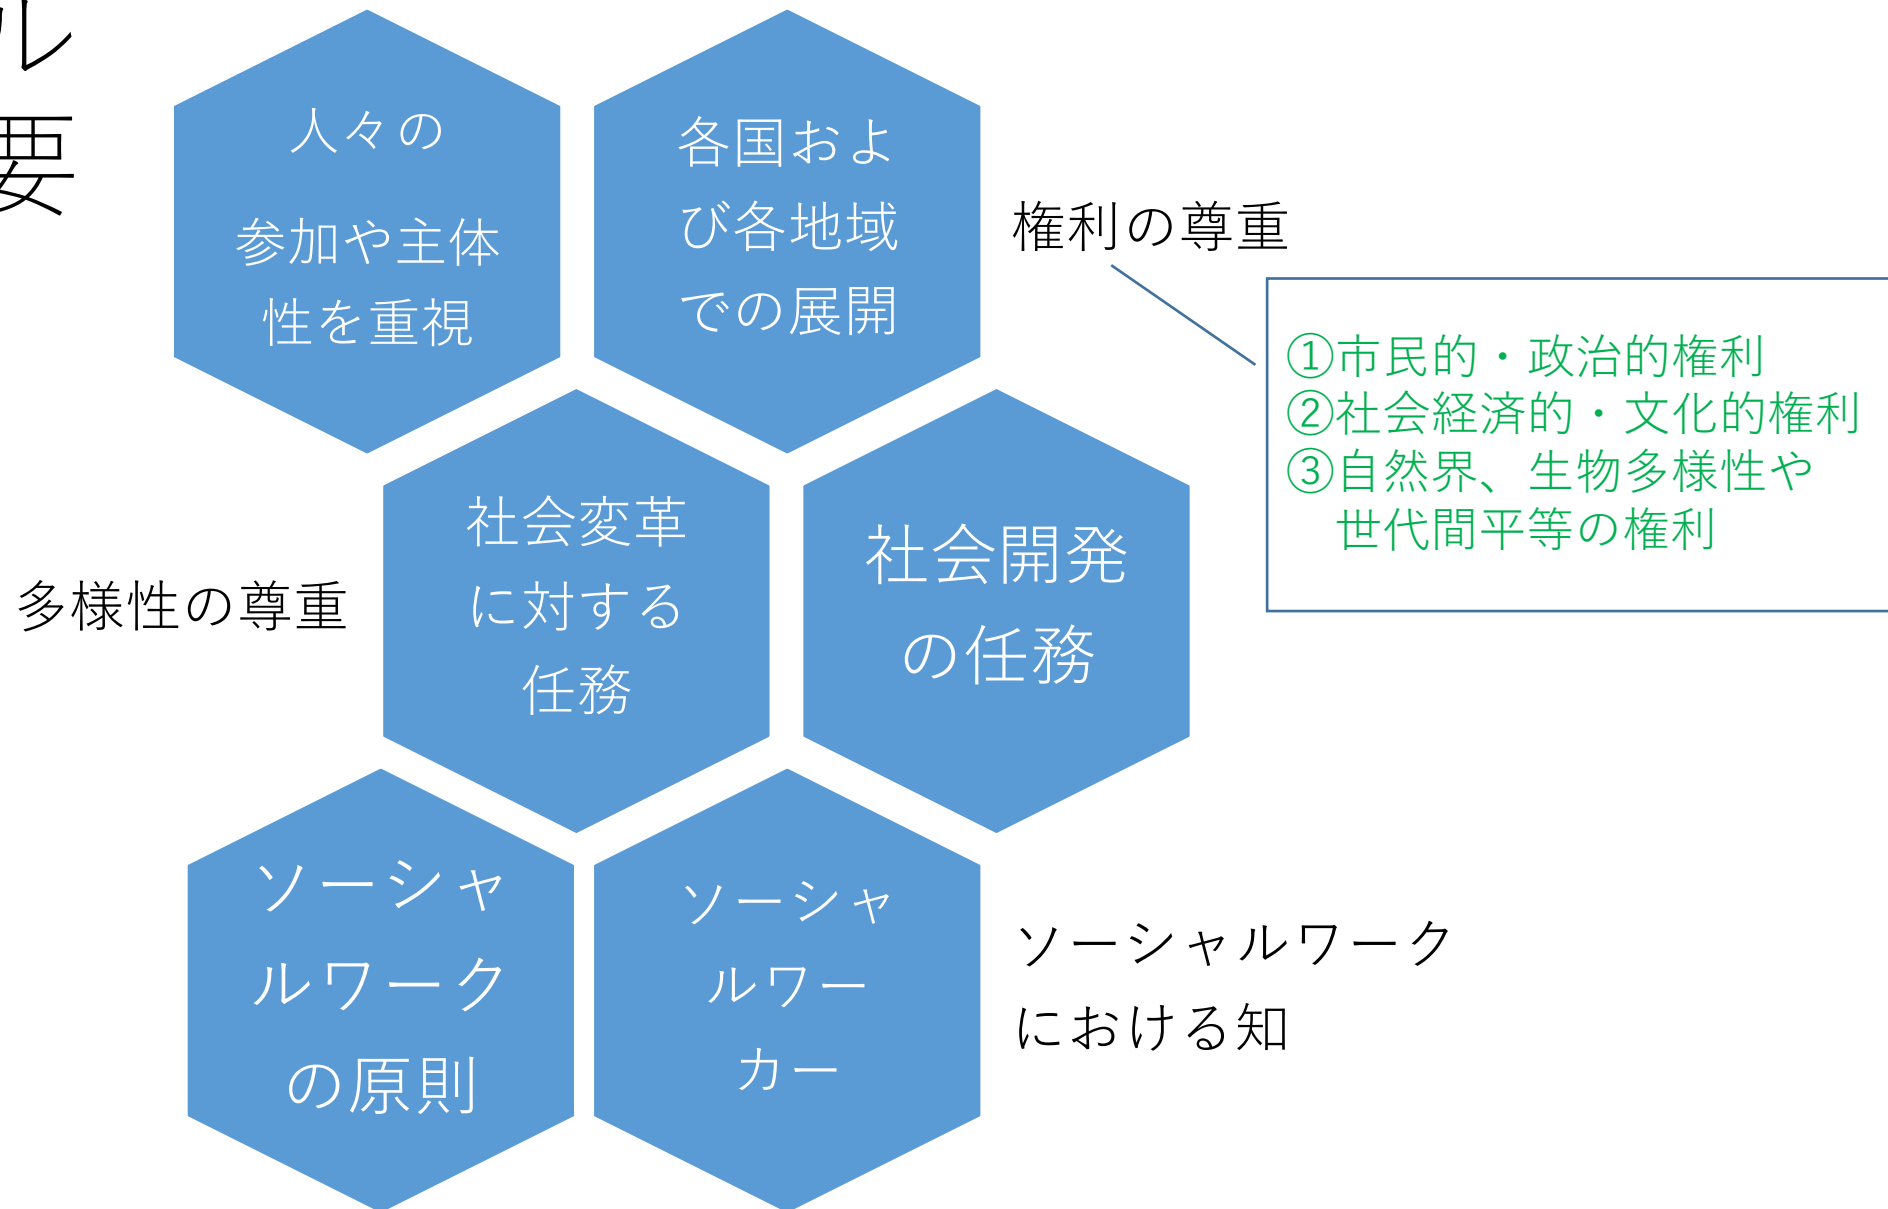 ル
要
人々の
参加や主体
性を重視
各国およ
び各地域
での展開
権利の尊重
①市民的・政治的権利
②社会経済的・文化的権利
③自然界、生物多様性や
世代間平等の権利
多様性の尊重
社会変革
に対する
任務
社会開発
の任務
ソーシャ
ルワーク
の原則
ソーシャ
ルワー
カー
ソーシャルワーク
における知